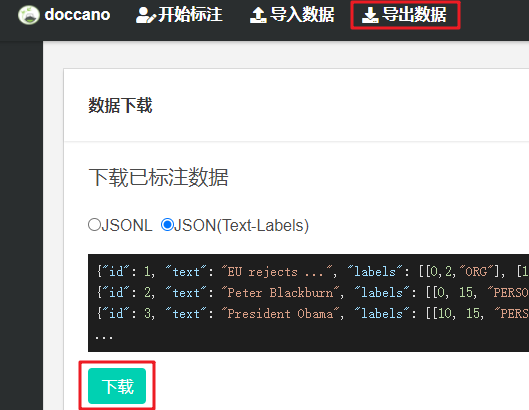 doccano 开始标注 导入数据 导出数据
数据下载
下载已标注数据
JSONL JSON(Text-Labels)
{"id": 1, "text": "EU rejects ...", "labels": [[0,2,"ORG"], [1
{"id": 2, "text": "Peter Blackburn", "labels": [[0, 15, "PERSO
{"id": 3, "text": "President Obama", "labels": [[10, 15, "PERS
...
下载